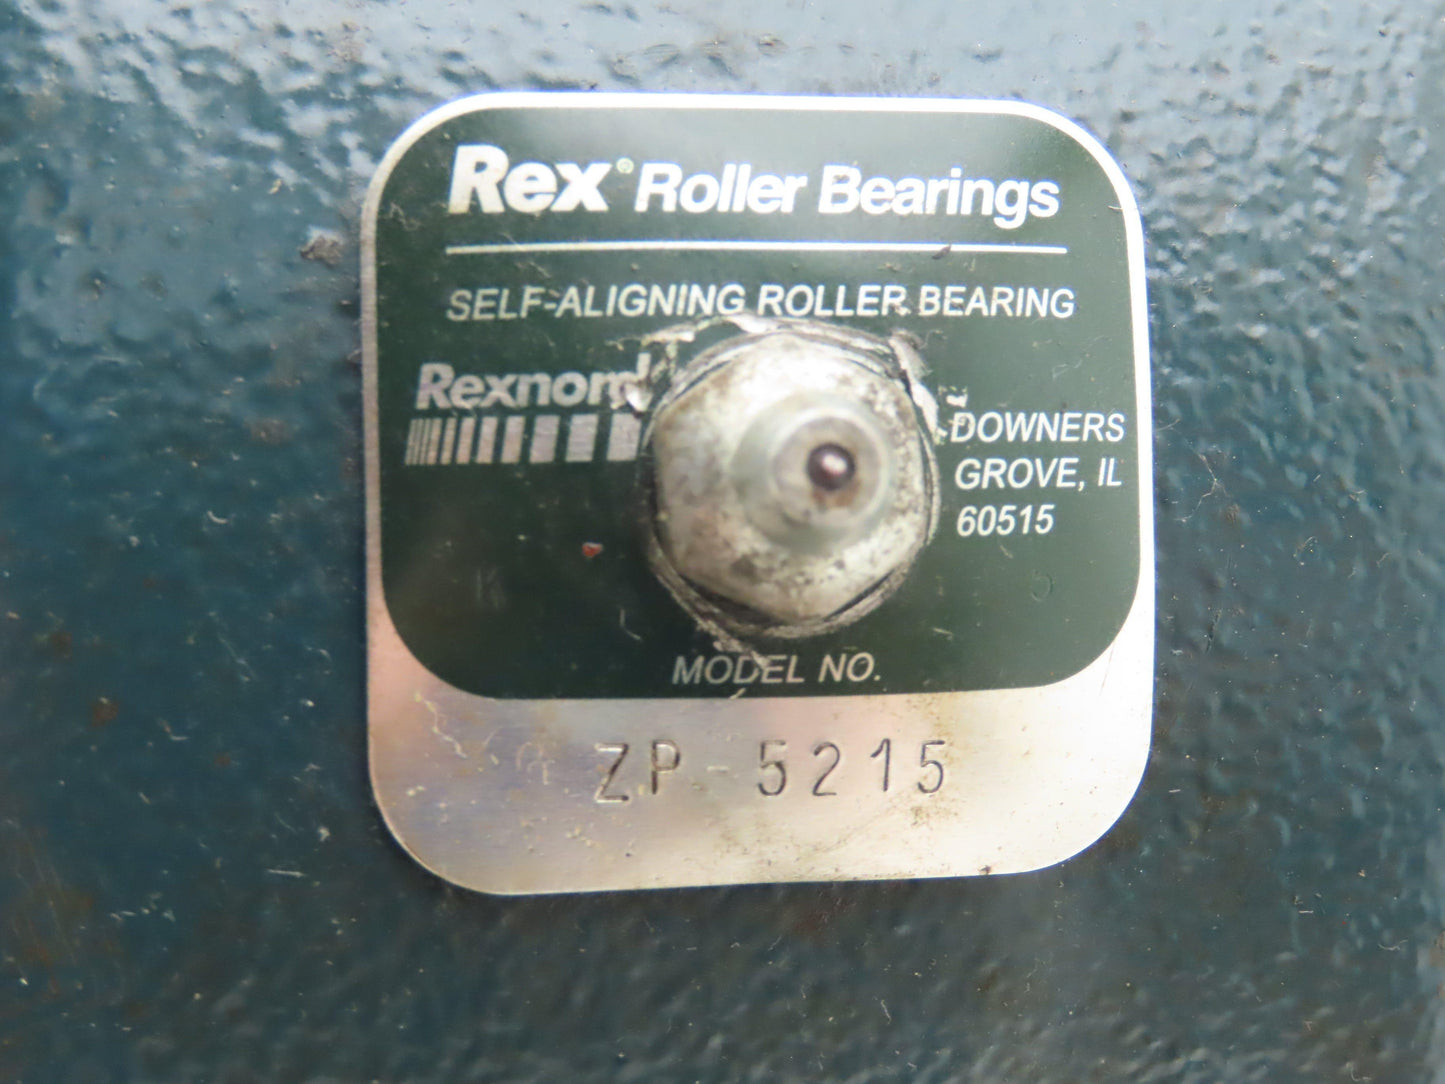 Rex® Roller Bearings
SELF-ALIGNING ROLLER BEARING
Rexnord
DOWNERS
GROVE, IL
60515
MODEL NO.
ZP-5215